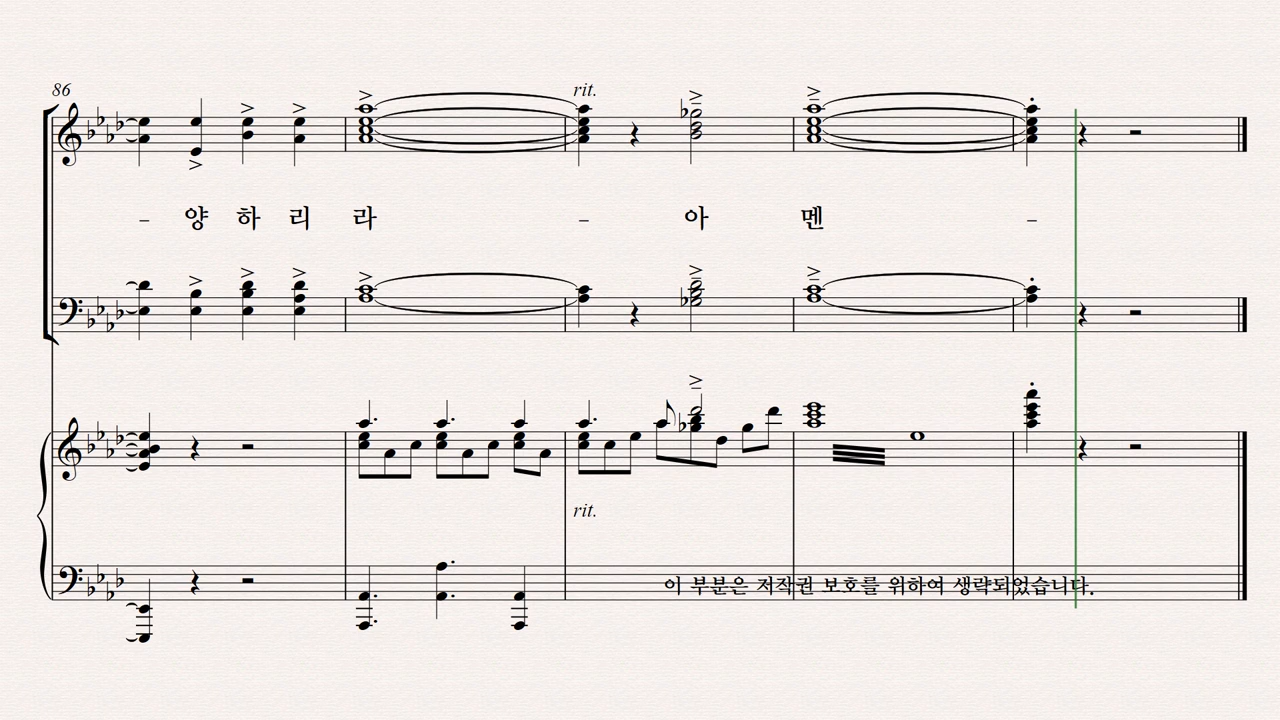 86
rit.
– 양 하 리 라 – 아 멘 –
rit.
이 부분은 저작권 보호를 위하여 생략되었습니다.